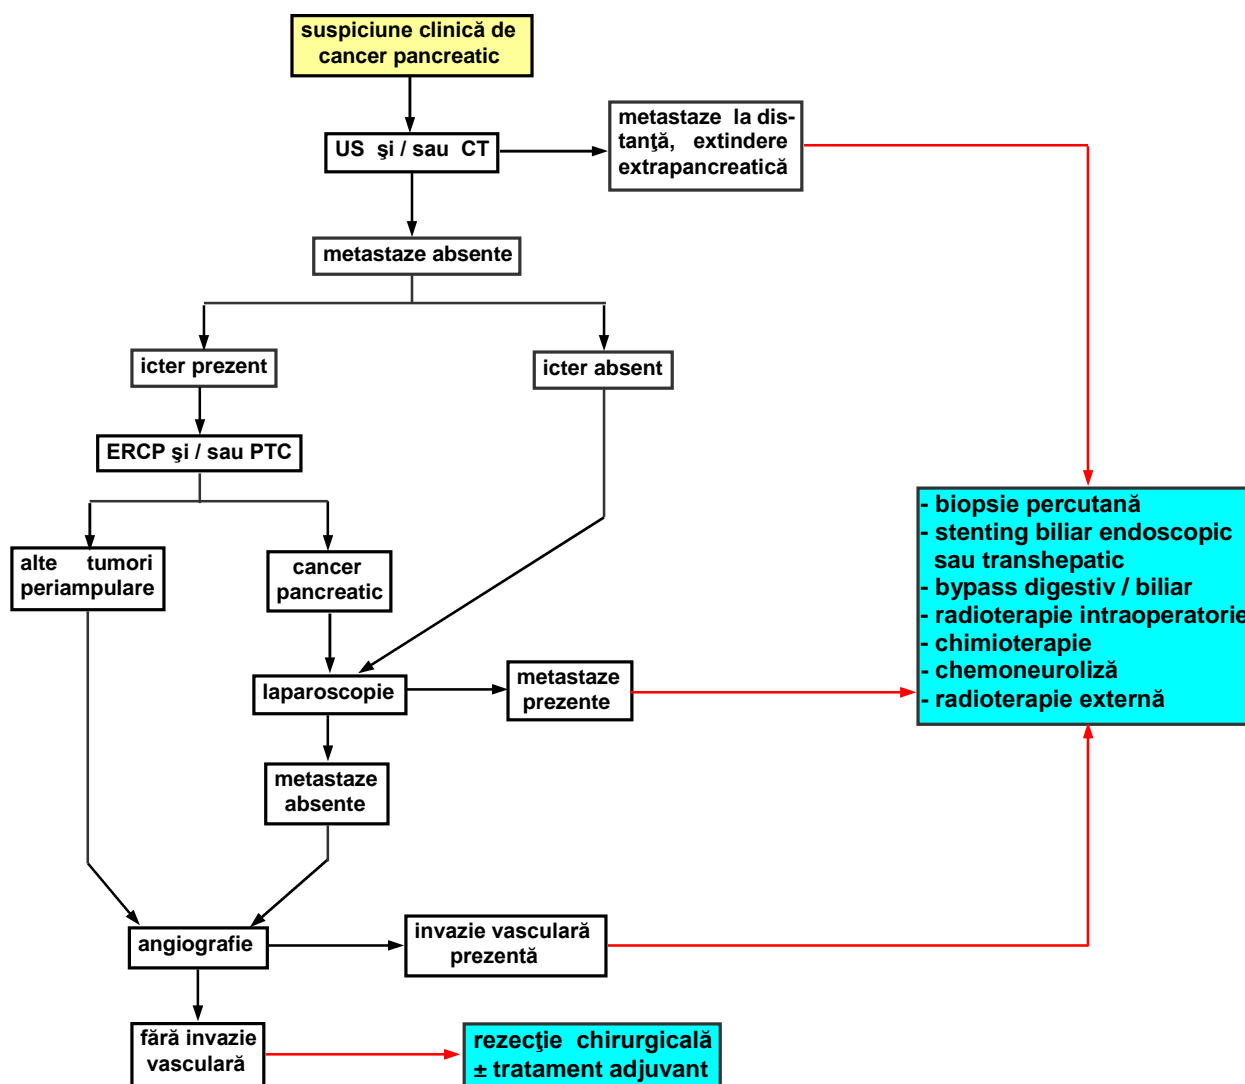 suspiciune clinică de
cancer pancreatic
US şi / sau CT
metastaze la dis-
tanţă, extindere
extrapancreatică
metastaze absente
icter prezent
icter absent
ERCP şi / sau PTC
alte tumori
periampulare
cancer
pancreatic
- biopsie percutană
- stenting biliar endoscopic
sau transhepatic
- bypass digestiv / biliar
- radioterapie intraoperatorie
- chimioterapie
- chemoneuroliză
- radioterapie externă
laparoscopie
metastaze
prezente
metastaze
absente
angiografie
invazie vasculară
prezentă
fără invazie
vasculară
rezecţie chirurgicală
± tratament adjuvant